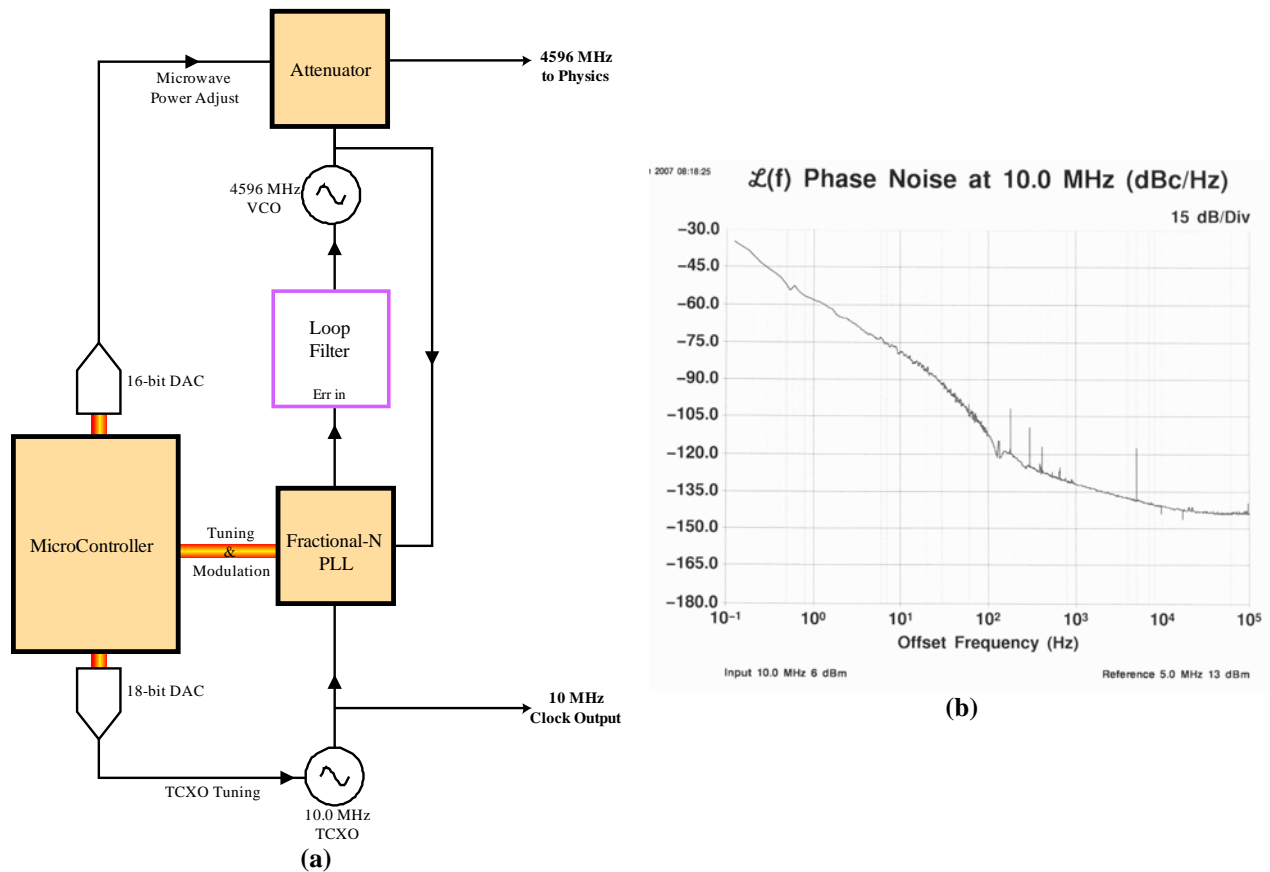 Attenuator
4596 MHz
to Physics
Microwave
Power Adjust
4596 MHz
VCO
Loop
Filter
Err in
16-bit DAC
MicroController
Tuning
&
Modulation
Fractional-N
PLL
18-bit DAC
10 MHz
Clock Output
TCXO Tuning
10.0 MHz
TCXO
(a)
2007 08:18:25
ℒ(f) Phase Noise at 10.0 MHz (dBc/Hz)
15 dB/Div
−30.0
−45.0
−60.0
−75.0
−90.0
−105.0
−120.0
−135.0
−150.0
−165.0
−180.0
10⁻¹ 10⁰ 10¹ 10² 10³ 10⁴ 10⁵
Offset Frequency (Hz)
Input 10.0 MHz 6 dBm Reference 5.0 MHz 13 dBm
(b)